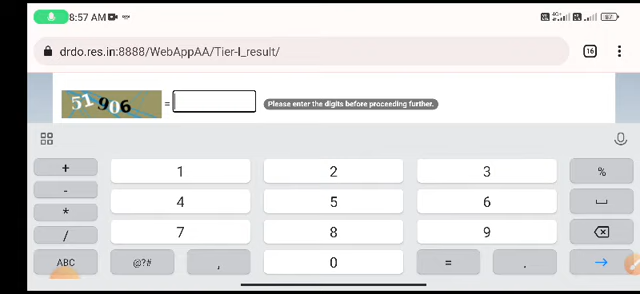 8:57 AM
drdo.res.in:8888/WebAppAA/Tier-I_result/
16
51906 = Please enter the digits before proceeding further.
+ 1 2 3 %
- 4 5 6
* 7 8 9
/
ABC @?# , 0 = .